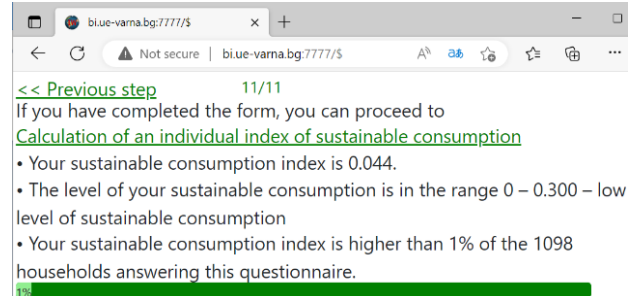 bi.ue-varna.bg:7777/$
Not secure | bi.ue-varna.bg:7777/$
<< Previous step 11/11
If you have completed the form, you can proceed to
Calculation of an individual index of sustainable consumption
• Your sustainable consumption index is 0.044.
• The level of your sustainable consumption is in the range 0 – 0.300 – low
level of sustainable consumption
• Your sustainable consumption index is higher than 1% of the 1098
households answering this questionnaire.
1%